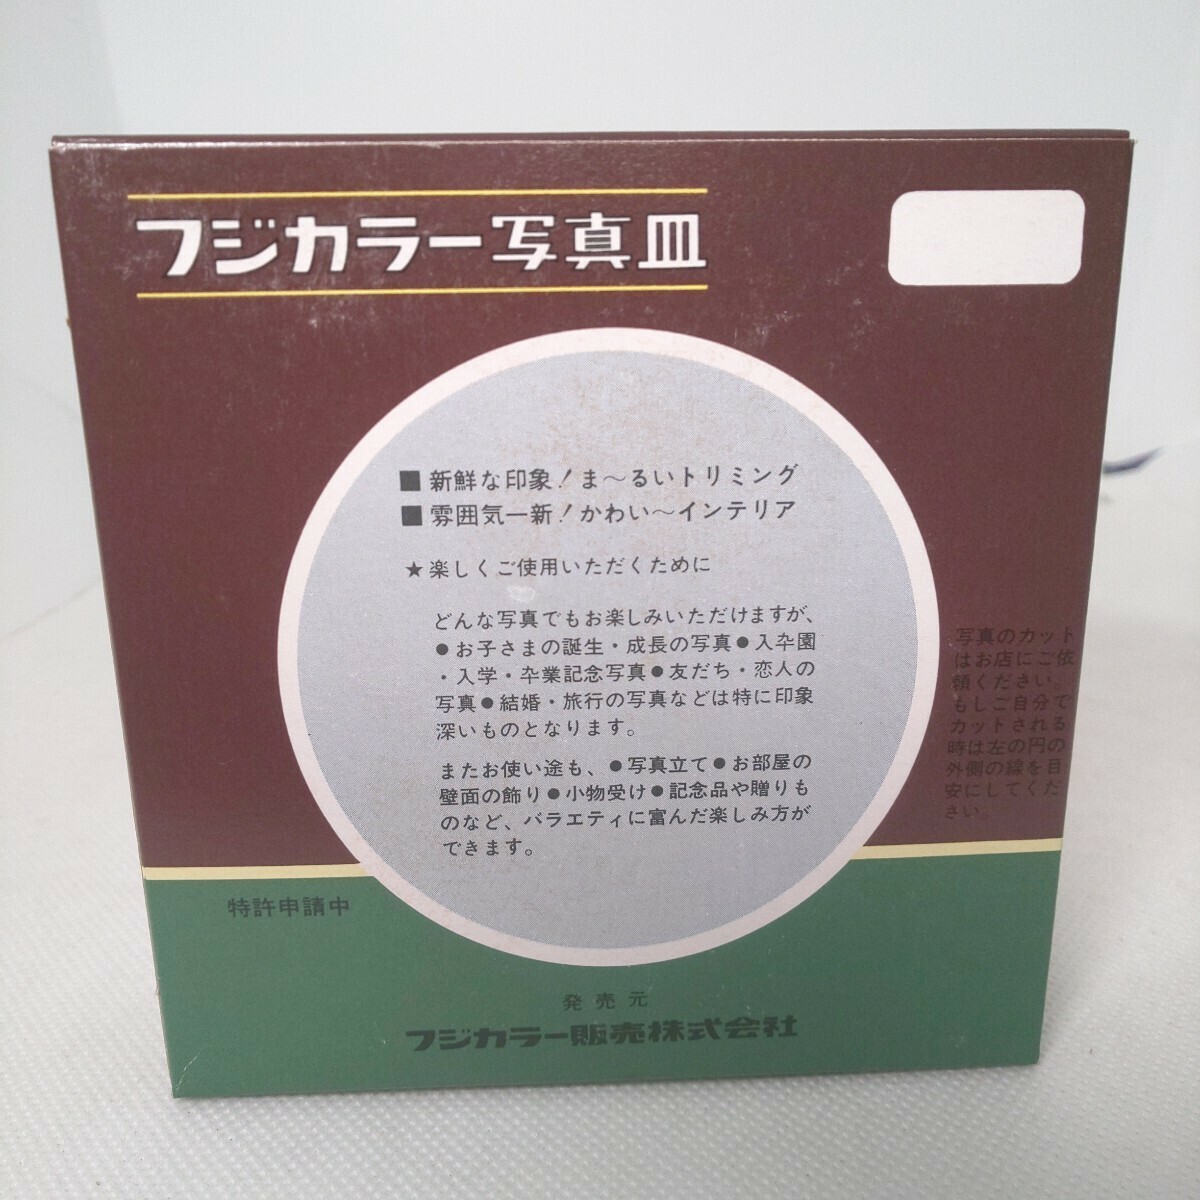 フジカラー写真皿
■新鮮な印象!ま〜るいトリミング
■雰囲気一新!かわい〜インテリア
★楽しくご使用いただくために
どんな写真でもお楽しみいただけますが、
●お子さまの誕生・成長の写真●入卒園
・入学・卒業記念写真●友だち・恋人の
写真●結婚・旅行の写真などは特に印象
深いものとなります。
またお使い途も、●写真立て●お部屋の
壁面の飾り●小物受け●記念品や贈りも
のなど、バラエティに富んだ楽しみ方が
できます。
写真のカット
はお店にご依
頼ください。
もしご自分で
カットされる
時は左の円の
外側の線を目
安にしてくだ
さい。
特許申請中
発売元
フジカラー販売株式会社